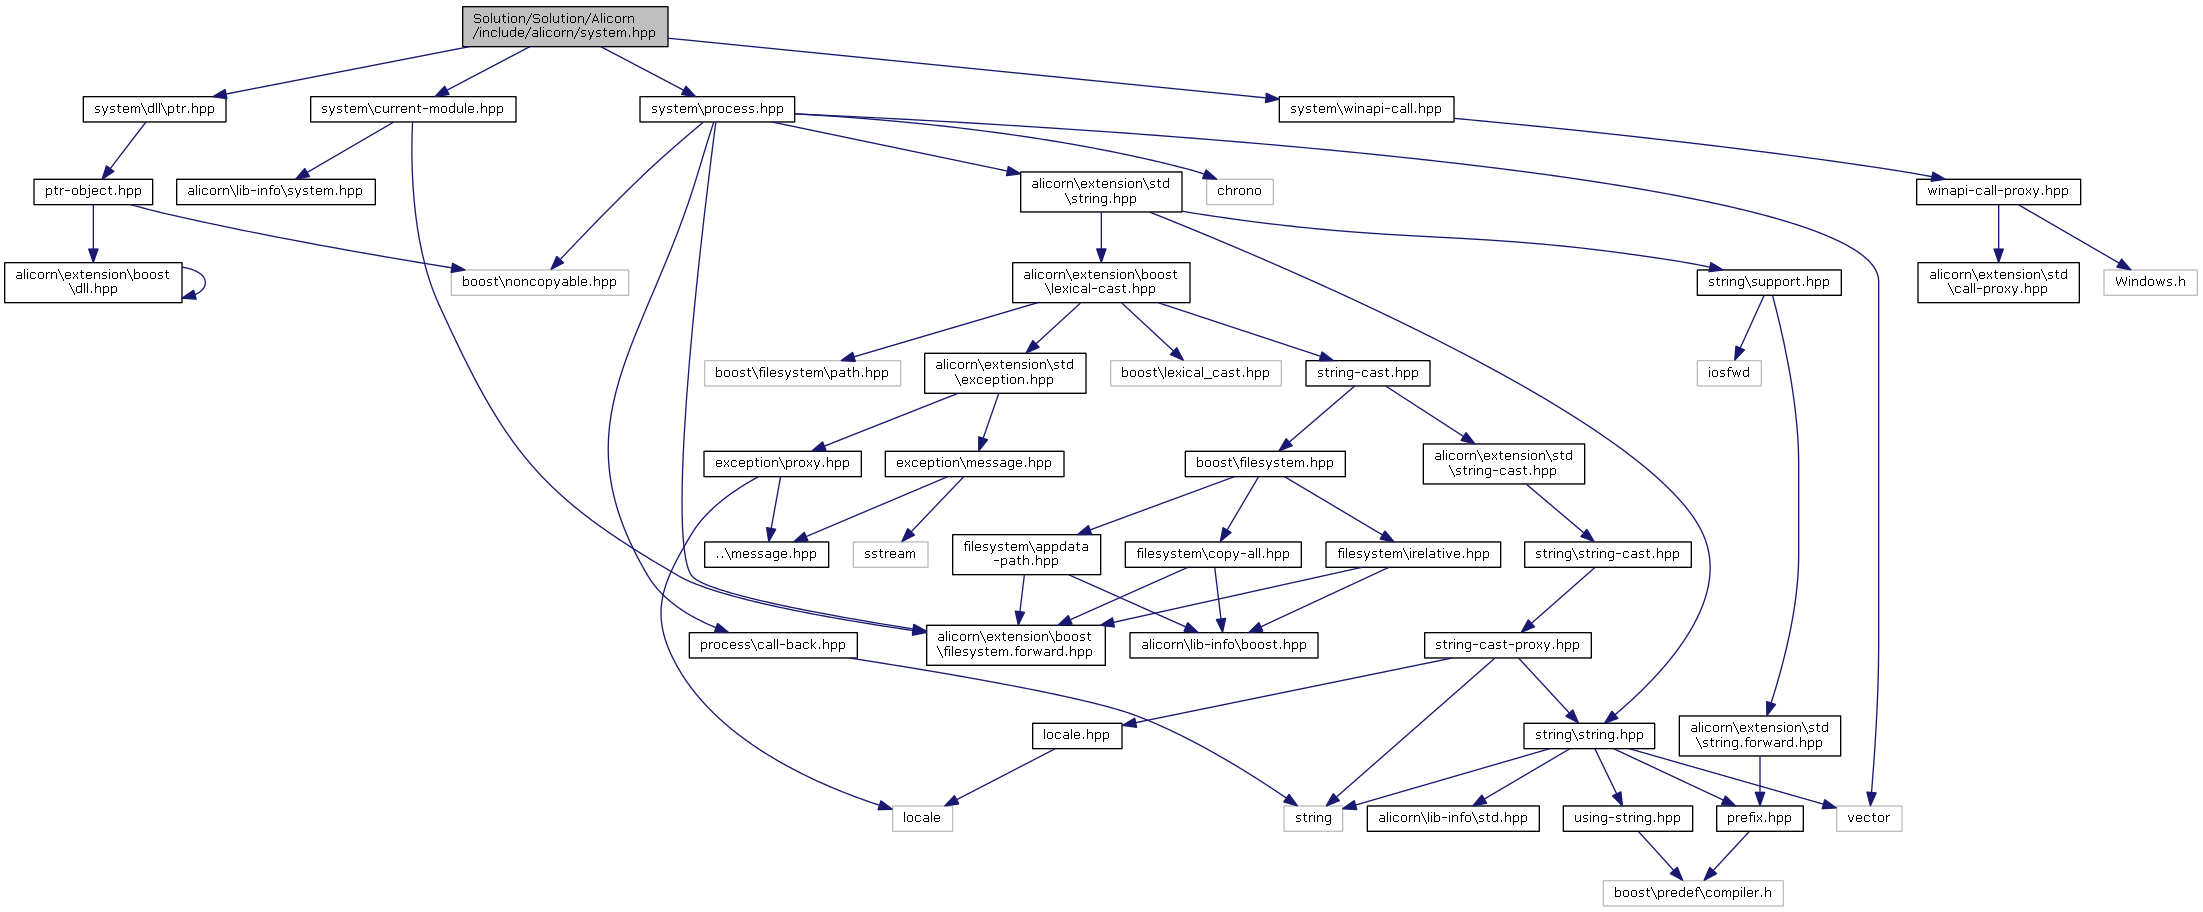 Solution/Solution/Alicorn
/include/alicorn/system.hpp
system\dll\ptr.hpp
system\current-module.hpp
system\process.hpp
system\winapi-call.hpp
ptr-object.hpp
alicorn\lib-info\system.hpp
alicorn\extension\std
\string.hpp
chrono
winapi-call-proxy.hpp
alicorn\extension\boost
\dll.hpp
boost\noncopyable.hpp
alicorn\extension\boost
\lexical-cast.hpp
string\support.hpp
alicorn\extension\std
\call-proxy.hpp
Windows.h
boost\filesystem\path.hpp
alicorn\extension\std
\exception.hpp
boost\lexical_cast.hpp
string-cast.hpp
iosfwd
exception\proxy.hpp
exception\message.hpp
boost\filesystem.hpp
alicorn\extension\std
\string-cast.hpp
..\message.hpp
sstream
filesystem\appdata
-path.hpp
filesystem\copy-all.hpp
filesystem\irelative.hpp
string\string-cast.hpp
process\call-back.hpp
alicorn\extension\boost
\filesystem.forward.hpp
alicorn\lib-info\boost.hpp
string-cast-proxy.hpp
locale.hpp
string\string.hpp
alicorn\extension\std
\string.forward.hpp
locale
string
alicorn\lib-info\std.hpp
using-string.hpp
prefix.hpp
vector
boost\predef\compiler.h